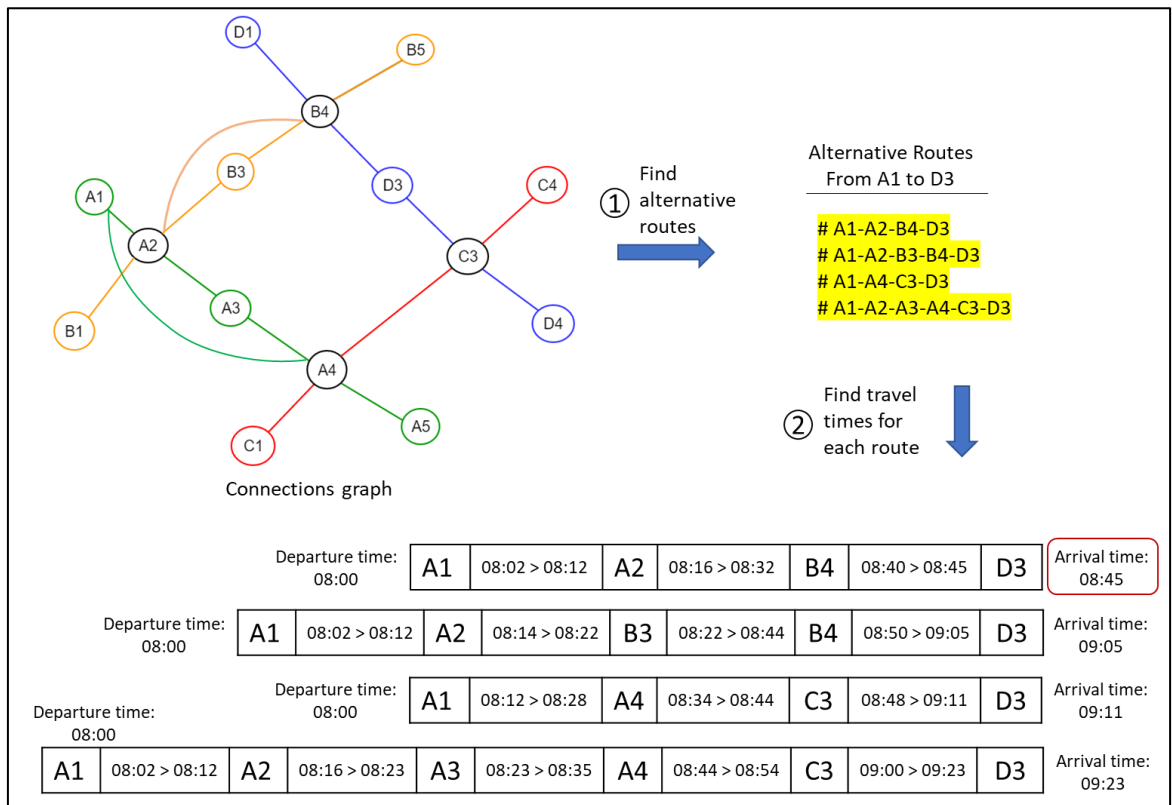 D1
B5
B4
B3
D3
C4
A1
A2
C3
A3
D4
B1
A4
A5
C1
Connections graph
1
Find
alternative
routes
Alternative Routes
From A1 to D3
# A1-A2-B4-D3
# A1-A2-B3-B4-D3
# A1-A4-C3-D3
# A1-A2-A3-A4-C3-D3
2
Find travel
times for
each route
Departure time:
08:00
A1 08:02 > 08:12 A2 08:16 > 08:32 B4 08:40 > 08:45 D3
Arrival time:
08:45
Departure time:
08:00
A1 08:02 > 08:12 A2 08:14 > 08:22 B3 08:22 > 08:44 B4 08:50 > 09:05 D3
Arrival time:
09:05
Departure time:
08:00
A1 08:12 > 08:28 A4 08:34 > 08:44 C3 08:48 > 09:11 D3
Arrival time:
09:11
Departure time:
08:00
A1 08:02 > 08:12 A2 08:16 > 08:23 A3 08:23 > 08:35 A4 08:44 > 08:54 C3 09:00 > 09:23 D3
Arrival time:
09:23